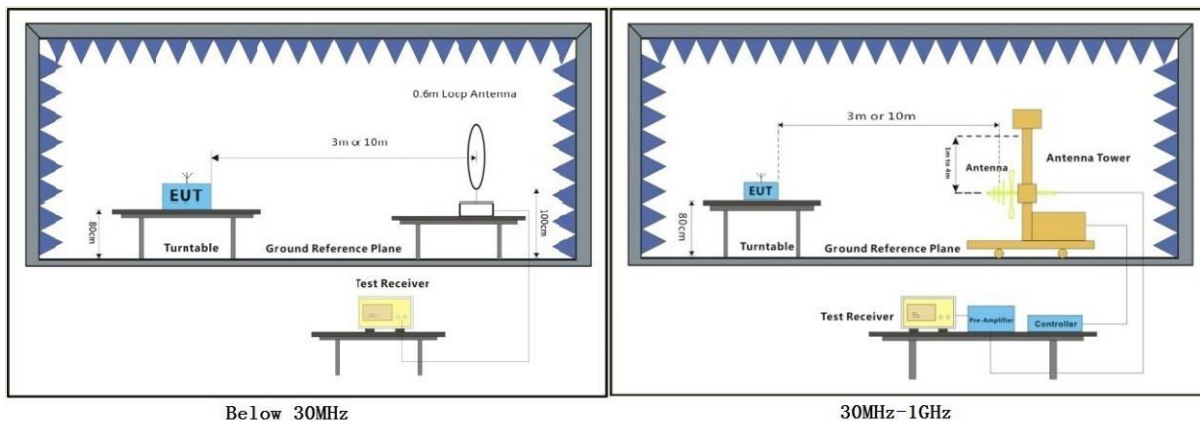 0.6m Loop Antenna
3m or 10m
EUT
80cm
100cm
Turntable
Ground Reference Plane
Test Receiver
Below 30MHz
3m or 10m
1m to 4m
Antenna
Antenna Tower
EUT
80cm
Turntable
Ground Reference Plane
Test Receiver
Pre-Amplifier
Controller
30MHz-1GHz